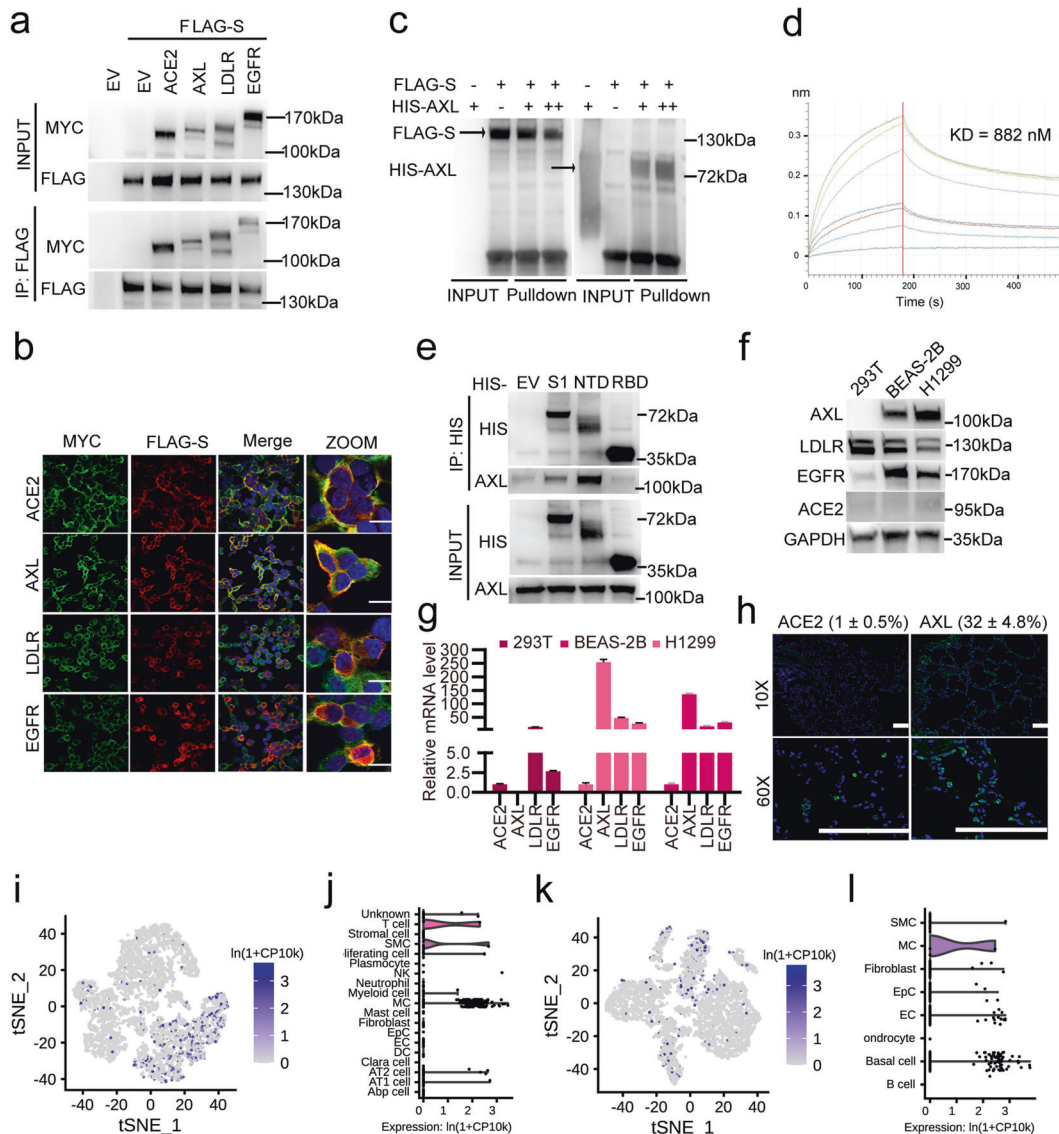 a
FLAG-S
EV
EV
ACE2
AXL
LDLR
EGFR
INPUT
MYC
170kDa
100kDa
FLAG
130kDa
IP: FLAG
MYC
170kDa
100kDa
FLAG
130kDa
b
MYC FLAG-S Merge ZOOM
ACE2
AXL
LDLR
EGFR
c
FLAG-S - + + + - + + +
HIS-AXL + - + ++ + - + ++
FLAG-S
HIS-AXL
130kDa
72kDa
INPUT Pulldown INPUT Pulldown
d
nm
KD = 882 nM
0.3
0.2
0.1
0
0 100 200 300 400
Time (s)
e
HIS- EV S1 NTD RBD
IP: HIS
HIS
72kDa
35kDa
AXL
100kDa
INPUT
HIS
72kDa
35kDa
AXL
100kDa
f
293T
BEAS-2B
H1299
AXL
100kDa
LDLR
130kDa
EGFR
170kDa
ACE2
95kDa
GAPDH
35kDa
g
293T BEAS-2B H1299
Relative mRNA level
300
250
200
150
100
50
5.0
2.5
0.0
ACE2
AXL
LDLR
EGFR
ACE2
AXL
LDLR
EGFR
ACE2
AXL
LDLR
EGFR
h
ACE2 (1 ± 0.5%) AXL (32 ± 4.8%)
10X
60X
i
tSNE_2
40
20
0
-20
-40
-40 -20 0 20 40
tSNE_1
ln(1+CP10k)
3
2
1
0
j
Unknown
T cell
Stromal cell
SMC
liferating cell
Plasmocyte
NK
Neutrophil
Myeloid cell
MC
Mast cell
Fibroblast
EpC
EC
DC
Clara cell
AT2 cell
AT1 cell
Abp cell
0 1 2 3
Expression: ln(1+CP10k)
k
tSNE_2
40
20
0
-20
-40
-40 -20 0 20 40
tSNE_1
ln(1+CP10k)
3
2
1
0
l
SMC
MC
Fibroblast
EpC
EC
ondrocyte
Basal cell
B cell
0 1 2 3
Expression: ln(1+CP10k)